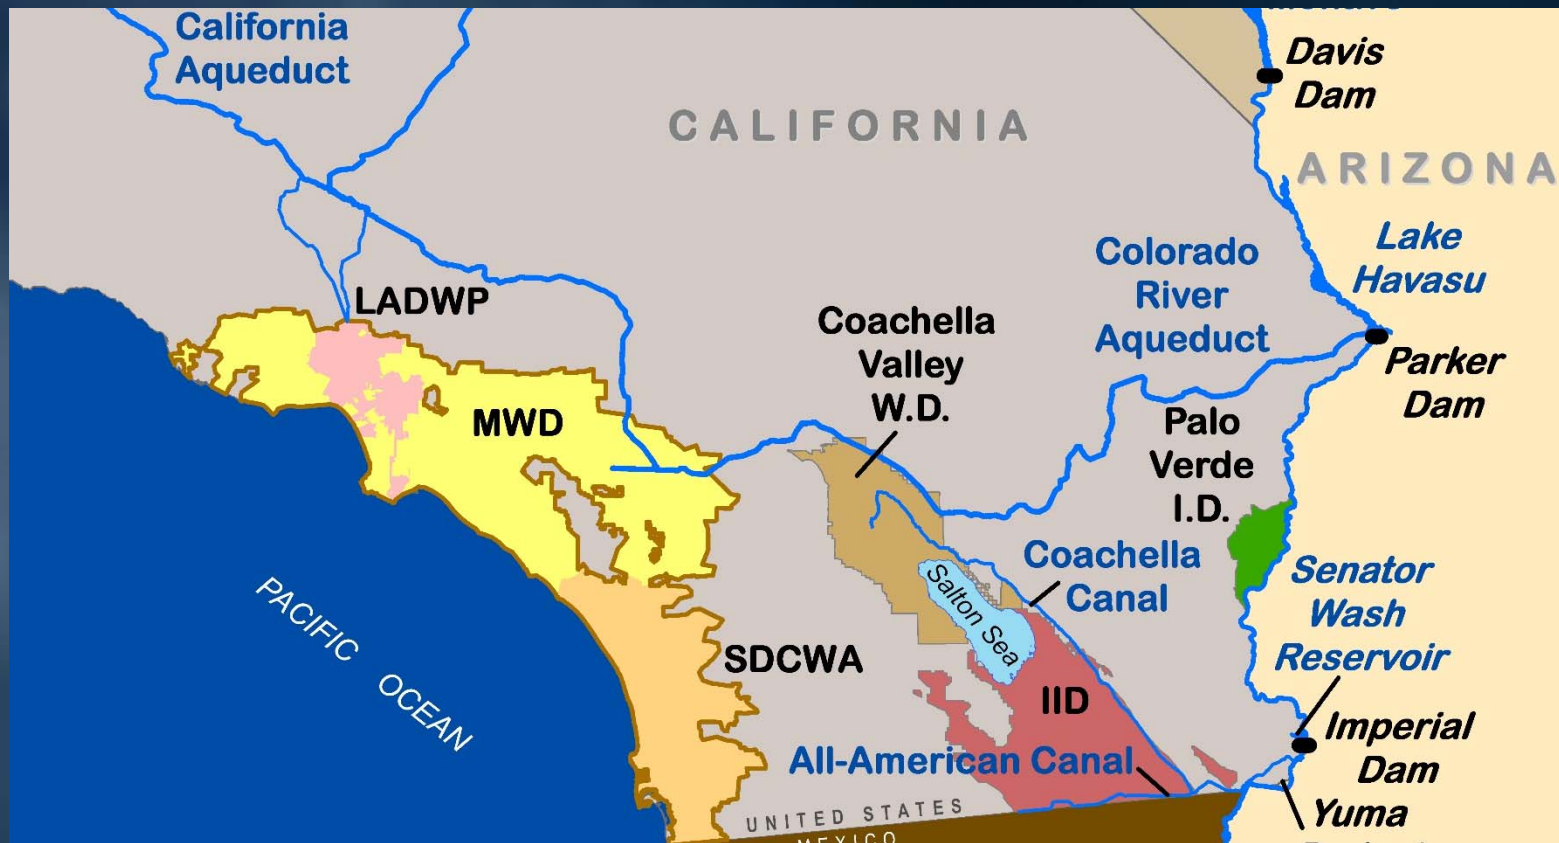 California
Aqueduct
CALIFORNIA
Davis
Dam
ARIZONA
Lake
Havasu
Colorado
River
Aqueduct
Parker
Dam
LADWP
MWD
Coachella
Valley
W.D.
Palo
Verde
I.D.
Coachella
Canal
Senator
Wash
Reservoir
Salton Sea
PACIFIC OCEAN
SDCWA
IID
All-American Canal
Imperial
Dam
Yuma
UNITED STATES
MEXICO